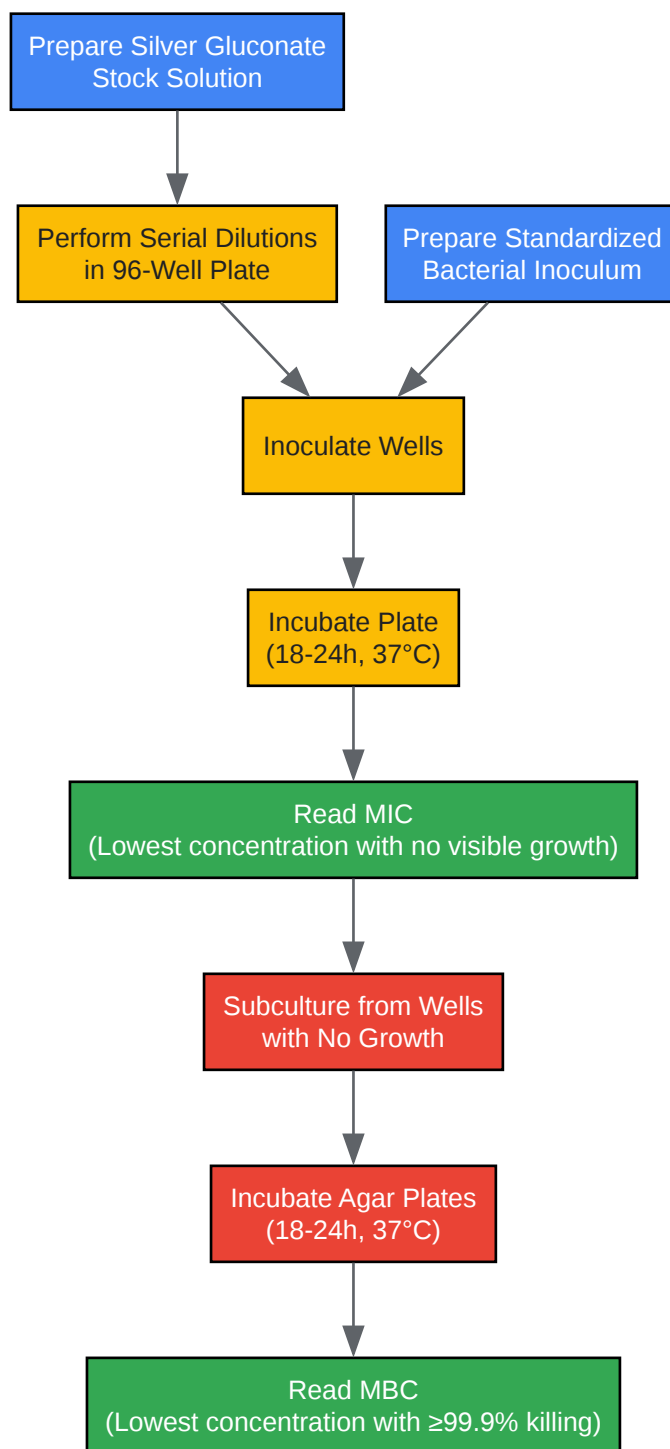 Prepare Silver Gluconate
Stock Solution
Perform Serial Dilutions
in 96-Well Plate
Prepare Standardized
Bacterial Inoculum
Inoculate Wells
Incubate Plate
(18-24h, 37°C)
Read MIC
(Lowest concentration with no visible growth)
Subculture from Wells
with No Growth
Incubate Agar Plates
(18-24h, 37°C)
Read MBC
(Lowest concentration with ≥99.9% killing)